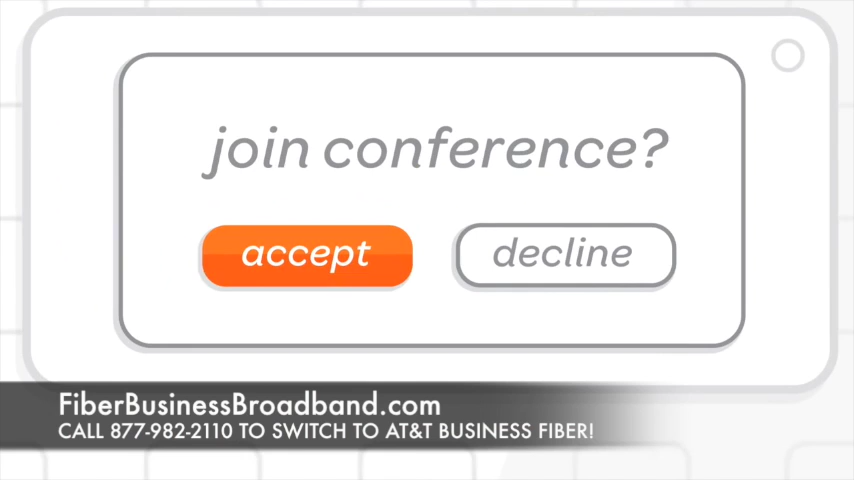 join conference?
accept
decline
FiberBusinessBroadband.com
CALL 877-982-2110 TO SWITCH TO AT&T BUSINESS FIBER!